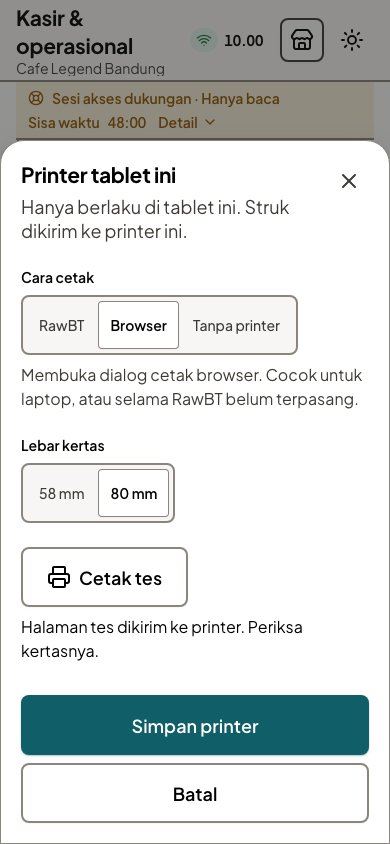 Kasir &
operasional
Cafe Legend Bandung
10.00
Sesi akses dukungan · Hanya baca
Sisa waktu 48:00 Detail
Printer tablet ini
Hanya berlaku di tablet ini. Struk
dikirim ke printer ini.
Cara cetak
RawBT Browser Tanpa printer
Membuka dialog cetak browser. Cocok untuk
laptop, atau selama RawBT belum terpasang.
Lebar kertas
58 mm 80 mm
Cetak tes
Halaman tes dikirim ke printer. Periksa
kertasnya.
Simpan printer
Batal